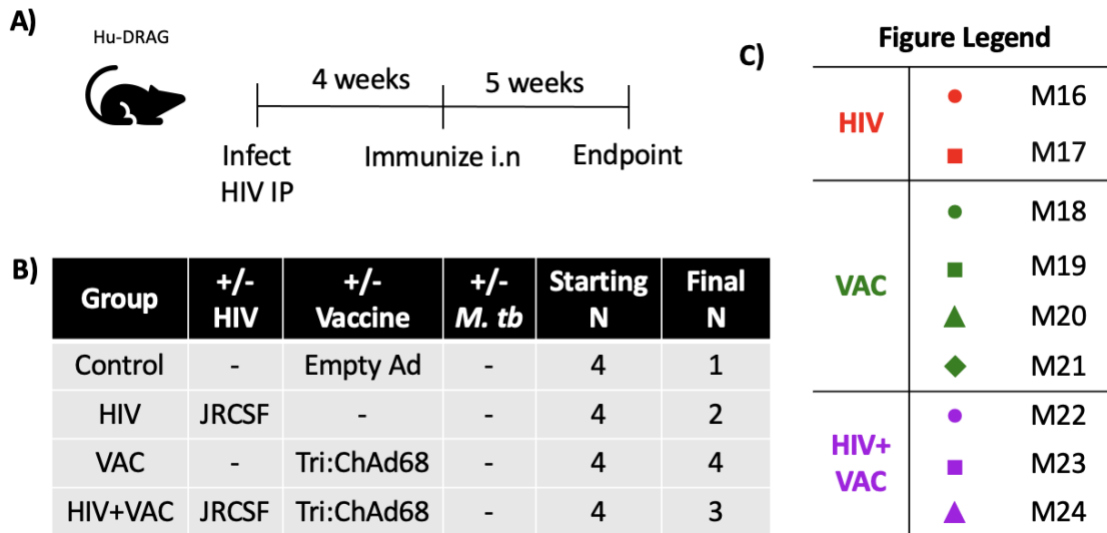 A)
Hu-DRAG
4 weeks
5 weeks
Infect
HIV IP
Immunize i.n
Endpoint
B)
Group +/- HIV +/- Vaccine +/- M. tb Starting N Final N
Control - Empty Ad - 4 1
HIV JRCSF - - 4 2
VAC - Tri:ChAd68 - 4 4
HIV+VAC JRCSF Tri:ChAd68 - 4 3
C)
Figure Legend
HIV
M16
M17
VAC
M18
M19
M20
M21
HIV+
VAC
M22
M23
M24